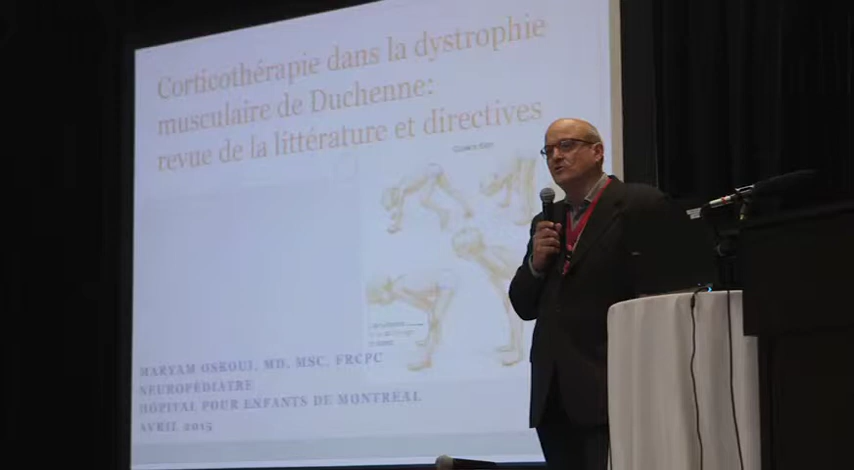 Corticothérapie dans la dystrophie
musculaire de Duchenne:
revue de la littérature et directives
MARYAM OSKOUI, MD, MSC, FRCPC
NEUROPÉDIATRE
HÔPITAL POUR ENFANTS DE MONTRÉAL
AVRIL 2015